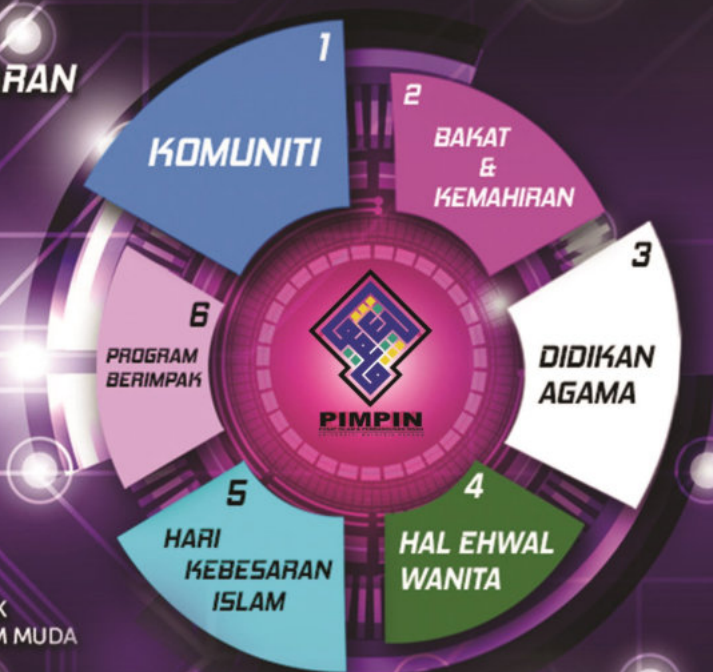 RAN
1
KOMUNITI
2
BAKAT
&
KEMAHIRAN
3
DIDIKAN
AGAMA
4
HAL EHWAL
WANITA
5
HARI
KEBESARAN
ISLAM
6
PROGRAM
BERIMPAK
PIMPIN
K
M MUDA